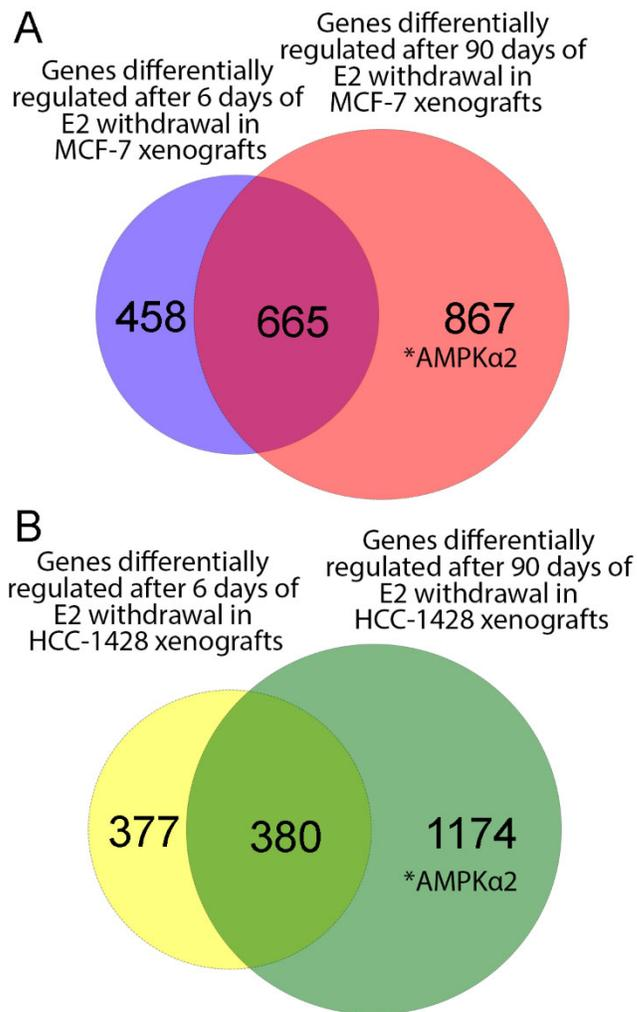 A
Genes differentially
regulated after 6 days of
E2 withdrawal in
MCF-7 xenografts
Genes differentially
regulated after 90 days of
E2 withdrawal in
MCF-7 xenografts
458
665
867
*AMPKα2
B
Genes differentially
regulated after 6 days of
E2 withdrawal in
HCC-1428 xenografts
Genes differentially
regulated after 90 days of
E2 withdrawal in
HCC-1428 xenografts
377
380
1174
*AMPKα2